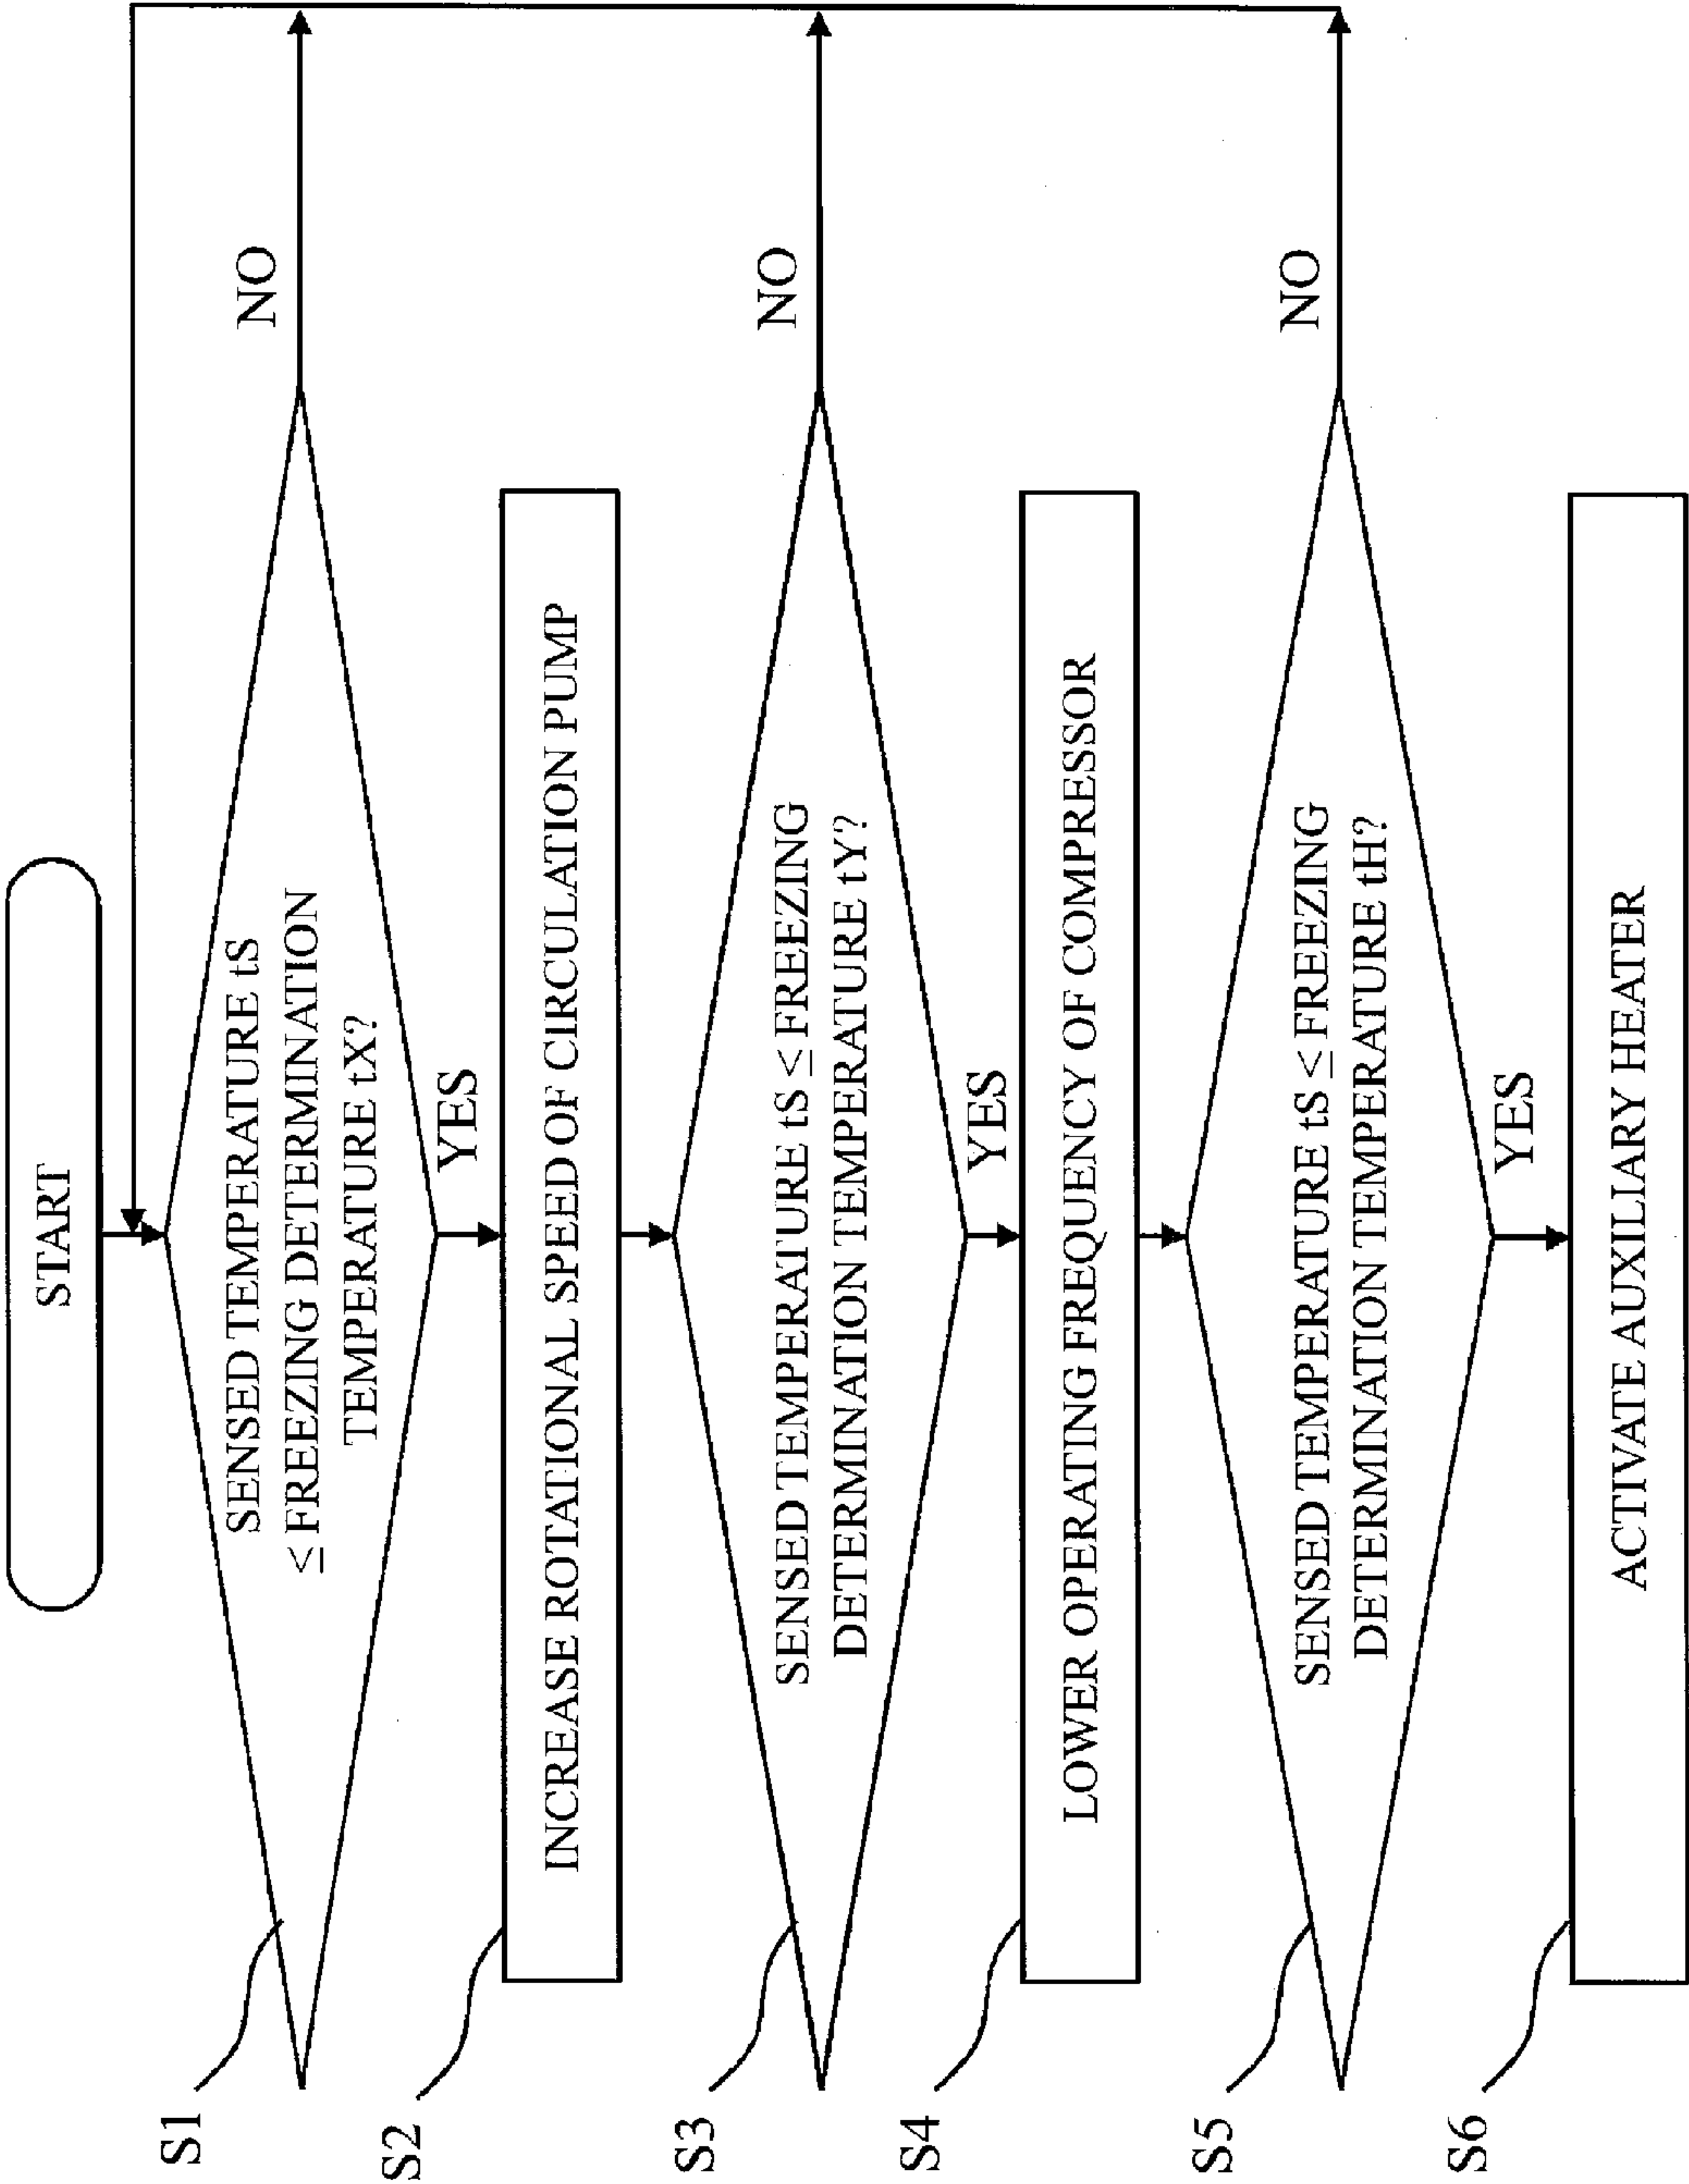 START
S1
SENSED TEMPERATURE tS
≤ FREEZING DETERMINATION
TEMPERATURE tX?
NO
YES
S2
INCREASE ROTATIONAL SPEED OF CIRCULATION PUMP
S3
SENSED TEMPERATURE tS ≤ FREEZING
DETERMINATION TEMPERATURE tY?
NO
YES
S4
LOWER OPERATING FREQUENCY OF COMPRESSOR
S5
SENSED TEMPERATURE tS ≤ FREEZING
DETERMINATION TEMPERATURE tH?
NO
YES
S6
ACTIVATE AUXILIARY HEATER